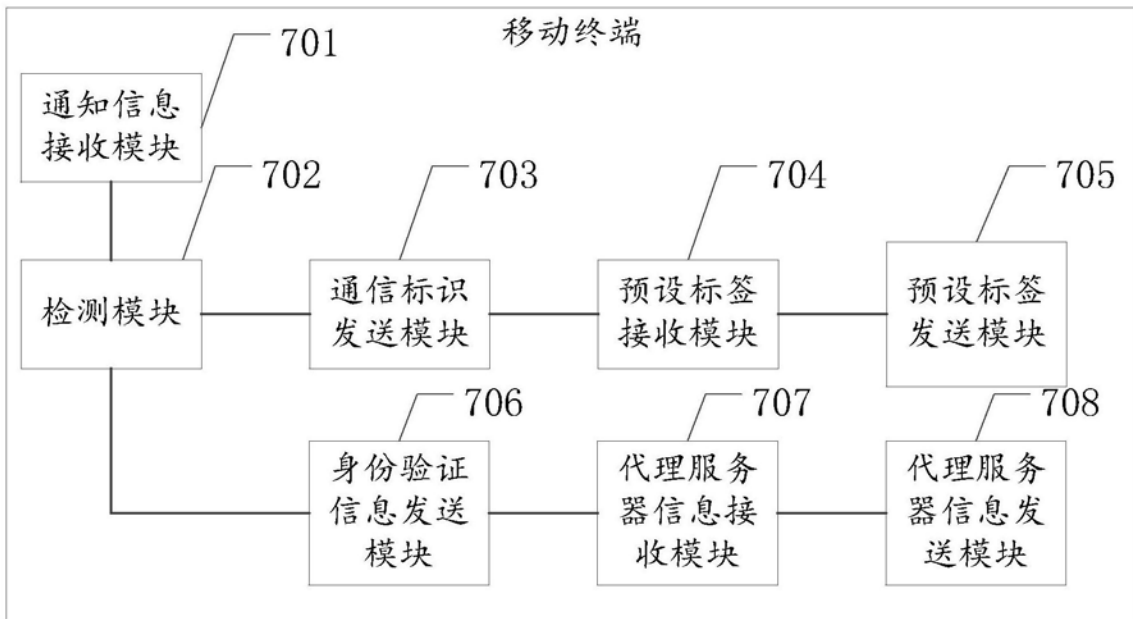 移动终端
701
通知信息
接收模块
702
703
704
705
检测模块
通信标识
发送模块
预设标签
接收模块
预设标签
发送模块
706
707
708
身份验证
信息发送
模块
代理服务
器信息接
收模块
代理服务
器信息发
送模块